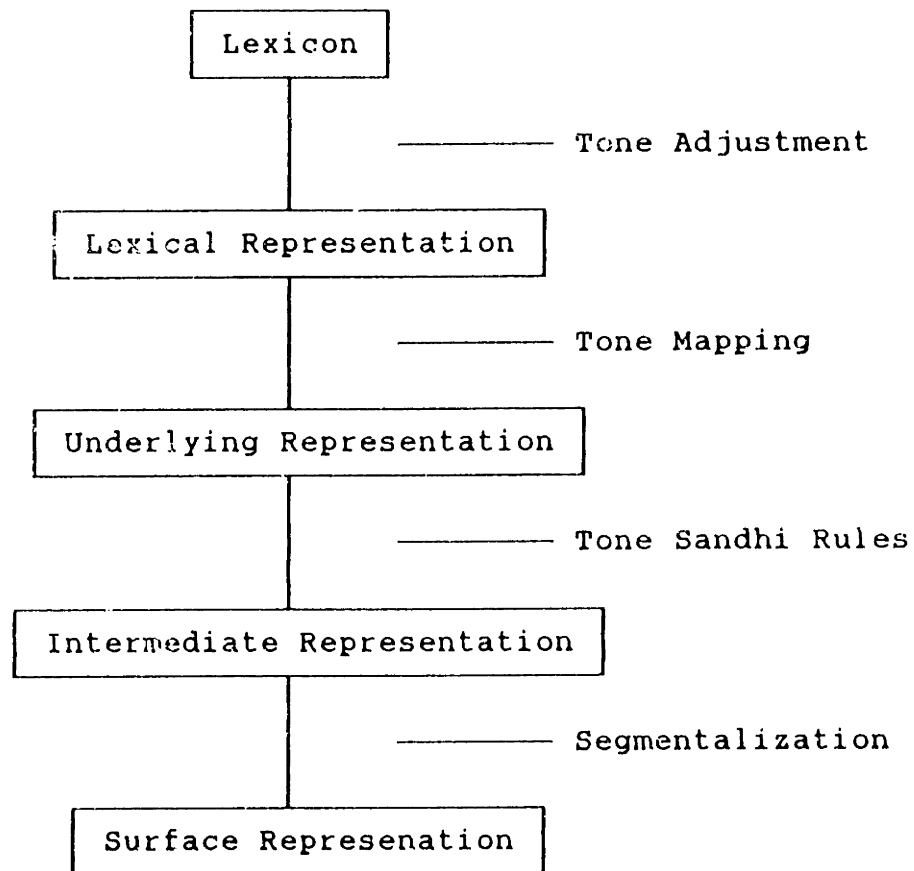 Lexicon
Tone Adjustment
Lexical Representation
Tone Mapping
Underlying Representation
Tone Sandhi Rules
Intermediate Representation
Segmentalization
Surface Represenation